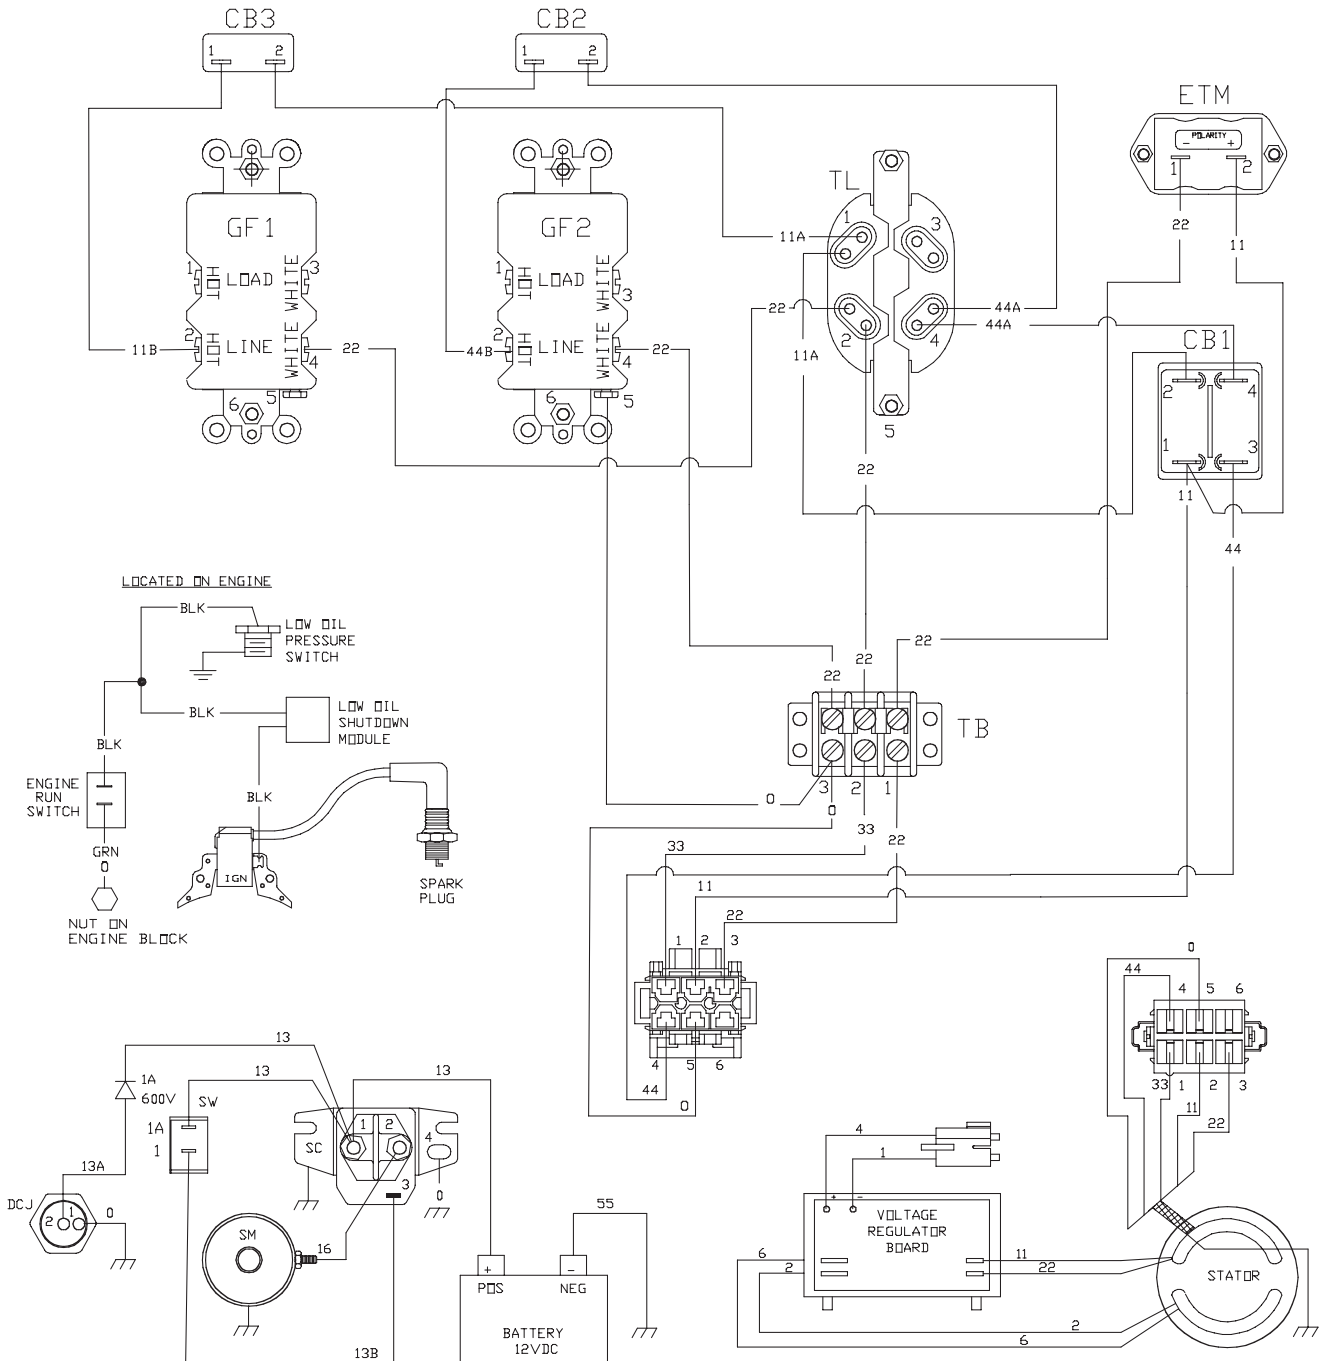 CB3
CB2
1 2
1 2
ETM
POLARITY
- +
1 2
TL
22
11
GF1
GF2
1 3
11A
1 HOT LOAD WHITE 3
1 HOT LOAD WHITE 3
22
44A
44A
CB1
2 HOT LINE WHITE 4
2 HOT LINE WHITE 4
11B
22
44B
22
11A
2 4
2 4
6 5
6 5
5
1 3
22
11
44
LOCATED ON ENGINE
BLK
LOW OIL
PRESSURE
SWITCH
22
22
22
BLK
LOW OIL
SHUTDOWN
MODULE
TB
BLK
ENGINE
RUN
SWITCH
BLK
3 2 1
0
0
33
22
GRN
0
33
IGN
SPARK
PLUG
11
22
NUT ON
ENGINE BLOCK
1 2 3
0
44
4 5 6
4 5 6
44
0
33 1 2 3
11
22
13
13
13
1A
600V
SW
1A
1
SC
1 2
4
3
0
4
1
13A
DCJ
2 1
0
55
+ -
VOLTAGE
REGULATOR
BOARD
SM
16
6
2
11
22
STATOR
+ -
POS NEG
2
6
BATTERY
12VDC
13B